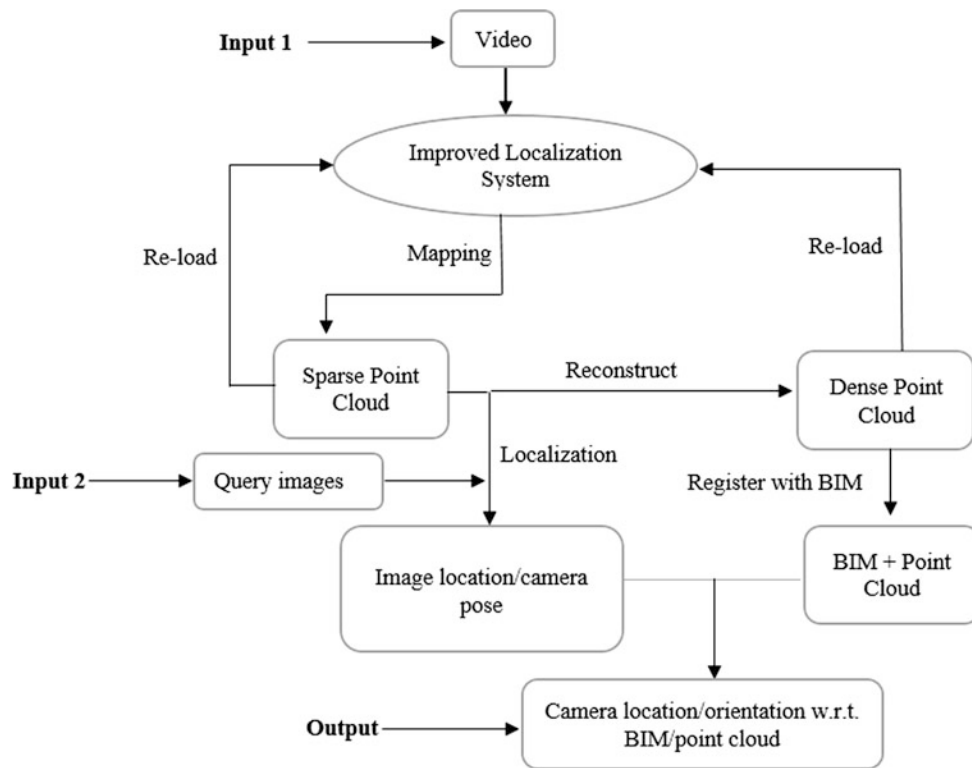 Input 1
Video
Improved Localization
System
Re-load
Mapping
Re-load
Sparse Point
Cloud
Reconstruct
Dense Point
Cloud
Localization
Input 2
Query images
Register with BIM
Image location/camera
pose
BIM + Point
Cloud
Output
Camera location/orientation w.r.t.
BIM/point cloud